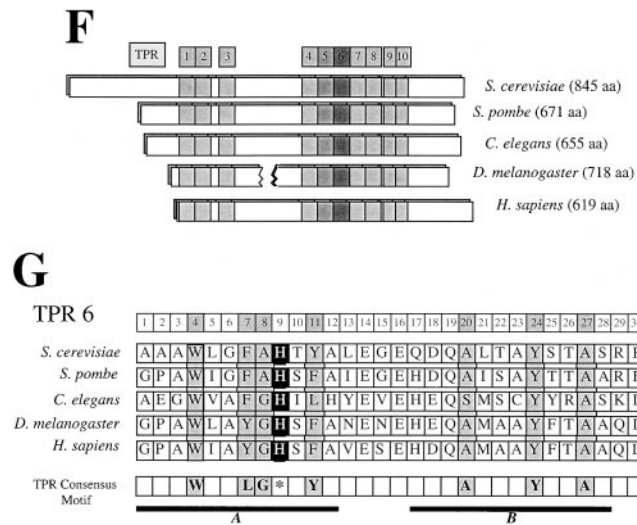 F
TPR 1 2 3 4 5 6 7 8 9 10
S. cerevisiae (845 aa)
S. pombe (671 aa)
C. elegans (655 aa)
D. melanogaster (718 aa)
H. sapiens (619 aa)
G
TPR 6 1 2 3 4 5 6 7 8 9 10 11 12 13 14 15 16 17 18 19 20 21 22 23 24 25 26 27 28 29
S. cerevisiae A A A W L G F A H T Y A L E G E Q D Q A L T A Y S T A S R
S. pombe G P A W I G F G H S F A I E G E H D Q A I S A Y T T A A R
C. elegans A E G W V A F G H I L H Y E V E H E Q S M S C Y Y R A S K
D. melanogaster G P A W L A Y G H S F A N E N E H E Q A M A A Y F T A A Q
H. sapiens G P A W I A Y G H S F A V E S E H D Q A M A A Y F T A A Q
TPR Consensus W L G * Y A Y A
Motif
A B